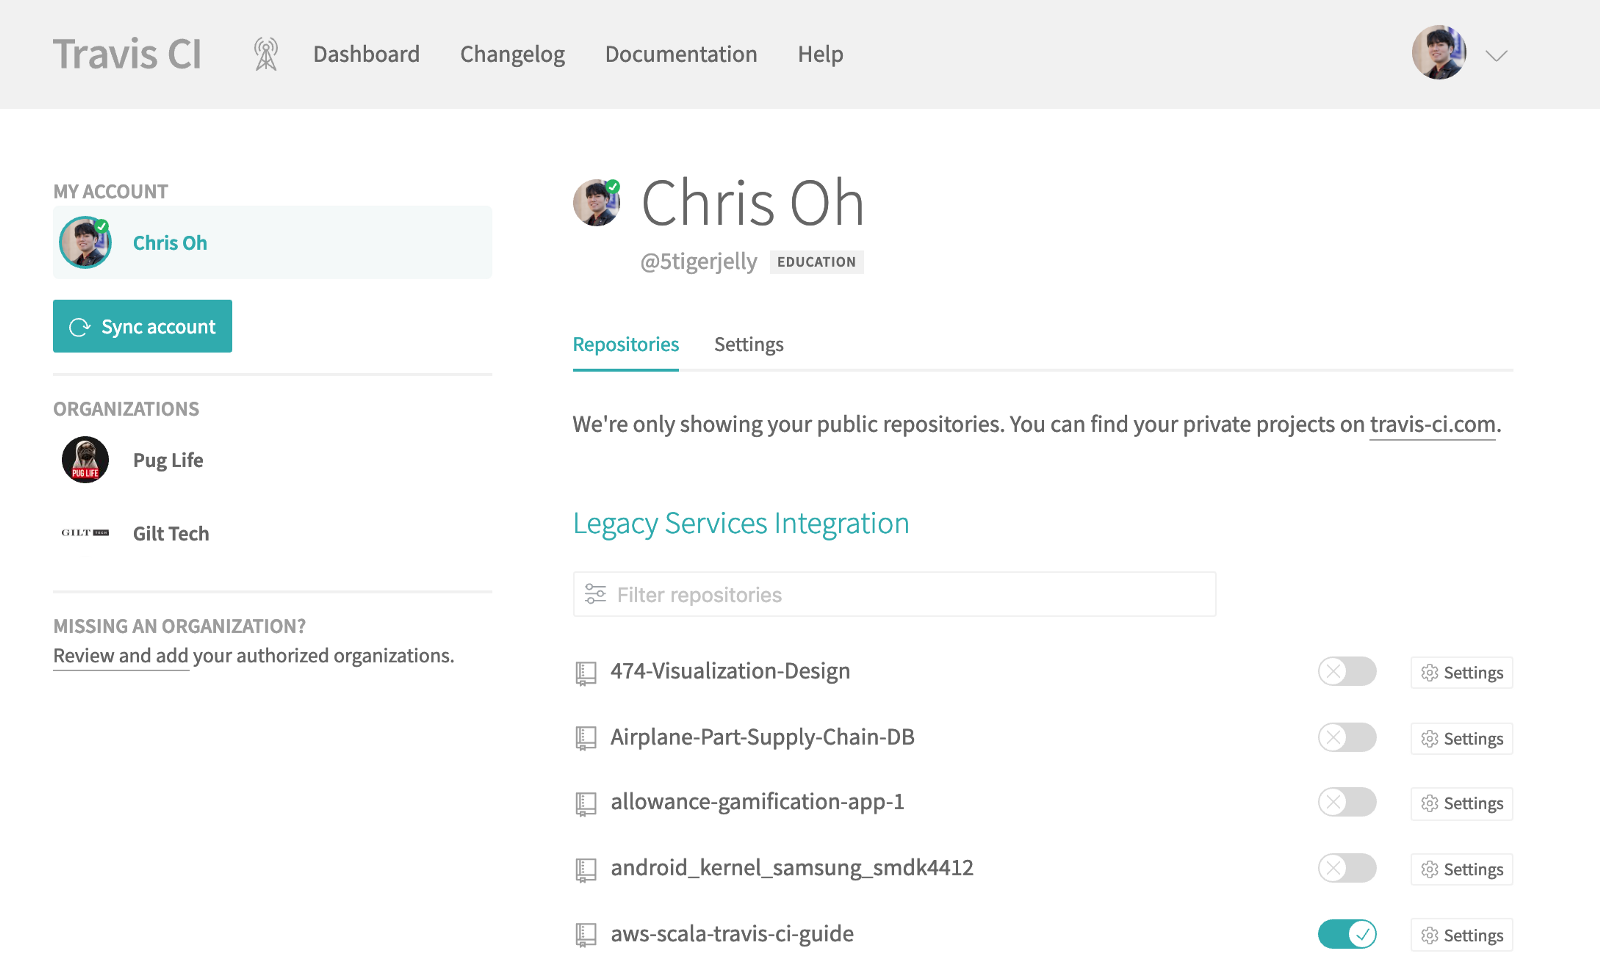 Travis CI
Dashboard
Changelog
Documentation
Help
MY ACCOUNT
Chris Oh
Sync account
ORGANIZATIONS
PUG LIFE
Pug Life
GILT TECH
Gilt Tech
MISSING AN ORGANIZATION?
Review and add your authorized organizations.
Chris Oh
@5tigerjelly EDUCATION
Repositories
Settings
We're only showing your public repositories. You can find your private projects on travis-ci.com.
Legacy Services Integration
Filter repositories
474-Visualization-Design
Settings
Airplane-Part-Supply-Chain-DB
Settings
allowance-gamification-app-1
Settings
android_kernel_samsung_smdk4412
Settings
aws-scala-travis-ci-guide
Settings